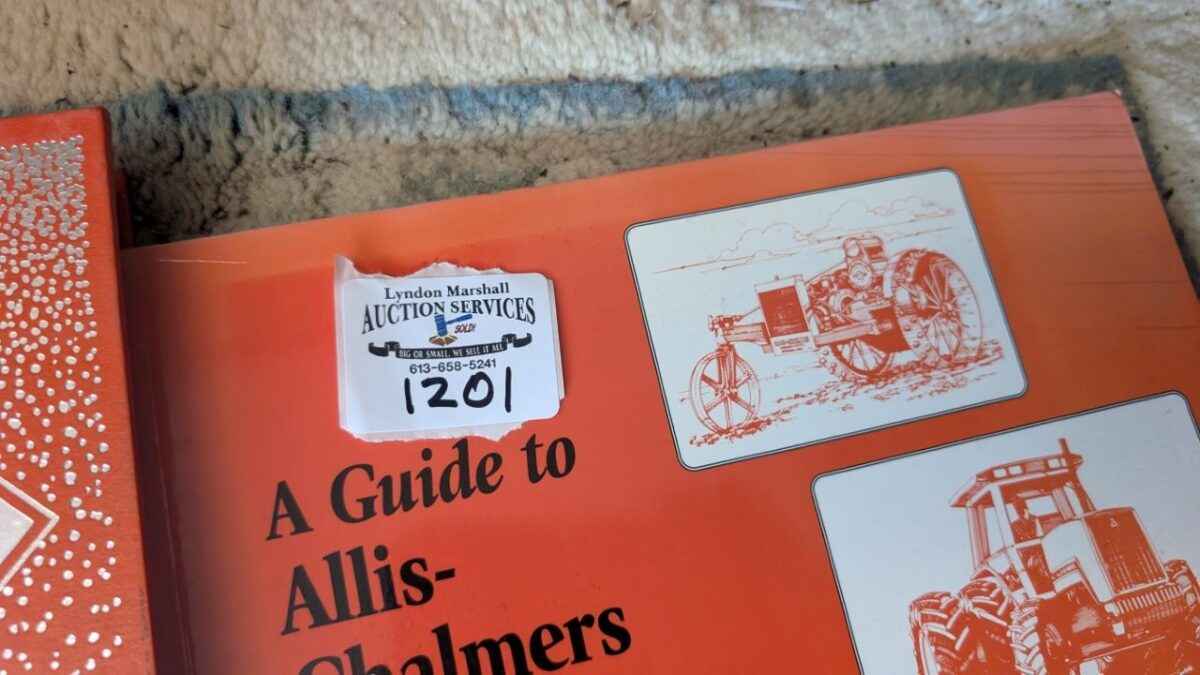 Lyndon Marshall
AUCTION SERVICES
SOLD!
BIG OR SMALL, WE SELL IT ALL
613-658-5241
1201
A Guide to
Allis-
Chalmers